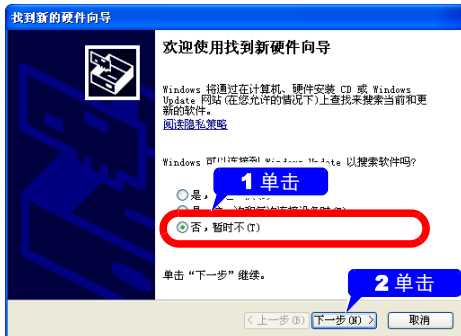 找到新的硬件向导
欢迎使用找到新硬件向导
Windows 将通过在计算机、硬件安装 CD 或 Windows
Update 网站(在您允许的情况下)上查找来搜索当前和更
新的软件。
阅读隐私策略
Windows 可以连接到 Windows Update 以搜索软件吗?
1 单击
是,
否,暂时不(T)
单击“下一步”继续。
2 单击
< 上一步(B)
下一步(N) >
取消